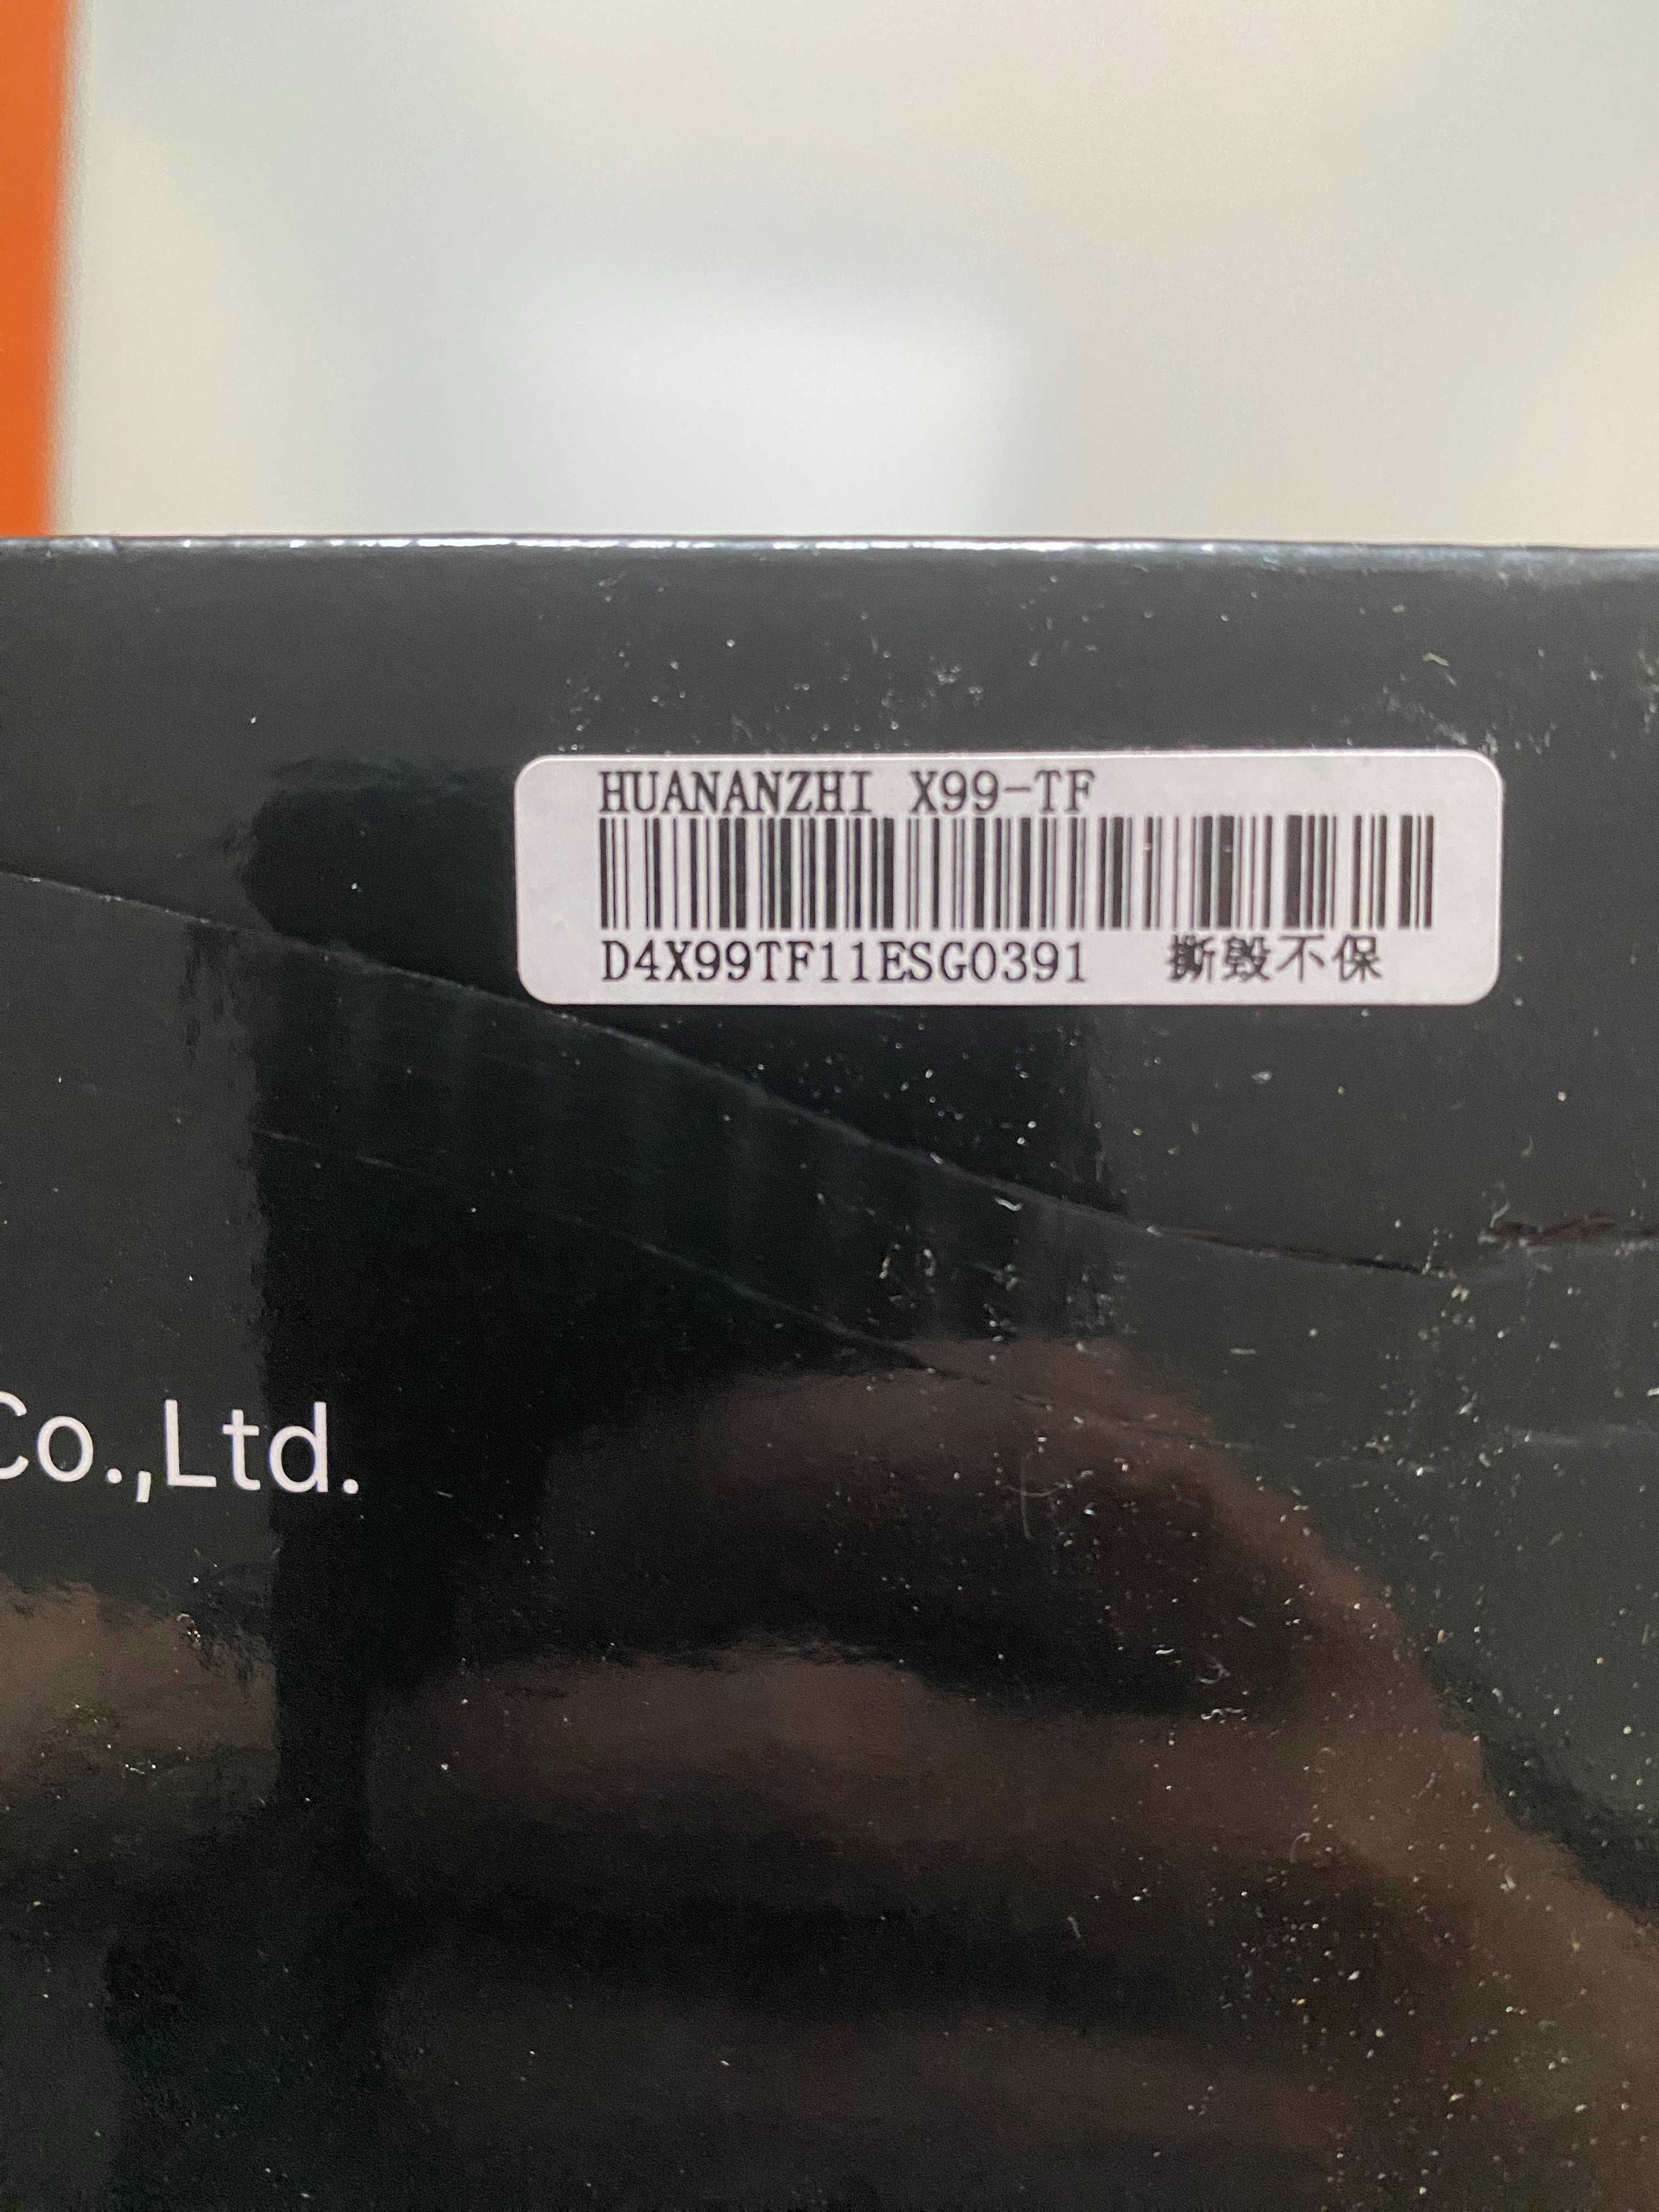 HUANANZHI X99-TF
D4X99TF11ESG0391 撕毁不保
Co.,Ltd.